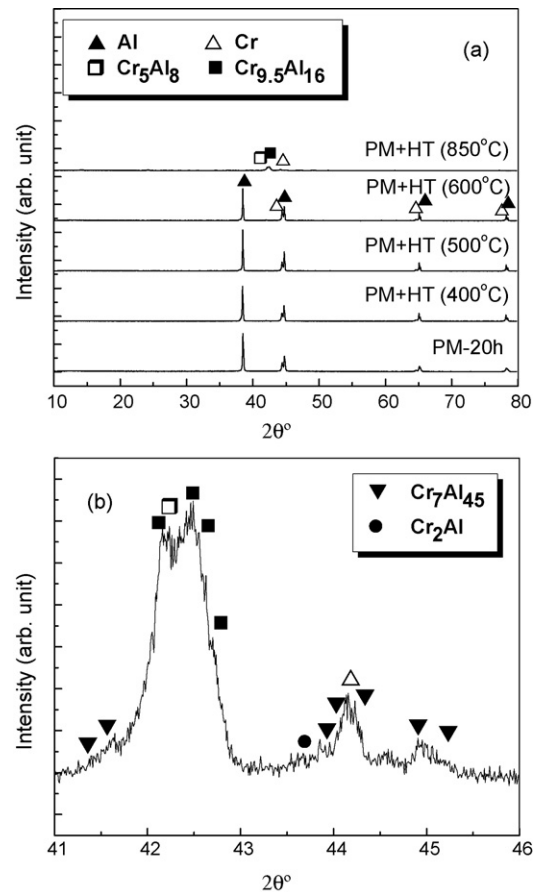 ▲ Al △ Cr
❑ Cr5Al8 ■ Cr9.5Al16
(a)
PM+HT (850°C)
PM+HT (600°C)
PM+HT (500°C)
PM+HT (400°C)
PM-20h
Intensity (arb. unit)
10 20 30 40 50 60 70 80
2θ°
(b)
▼ Cr7Al45
● Cr2Al
Intensity (arb. unit)
41 42 43 44 45 46
2θ°